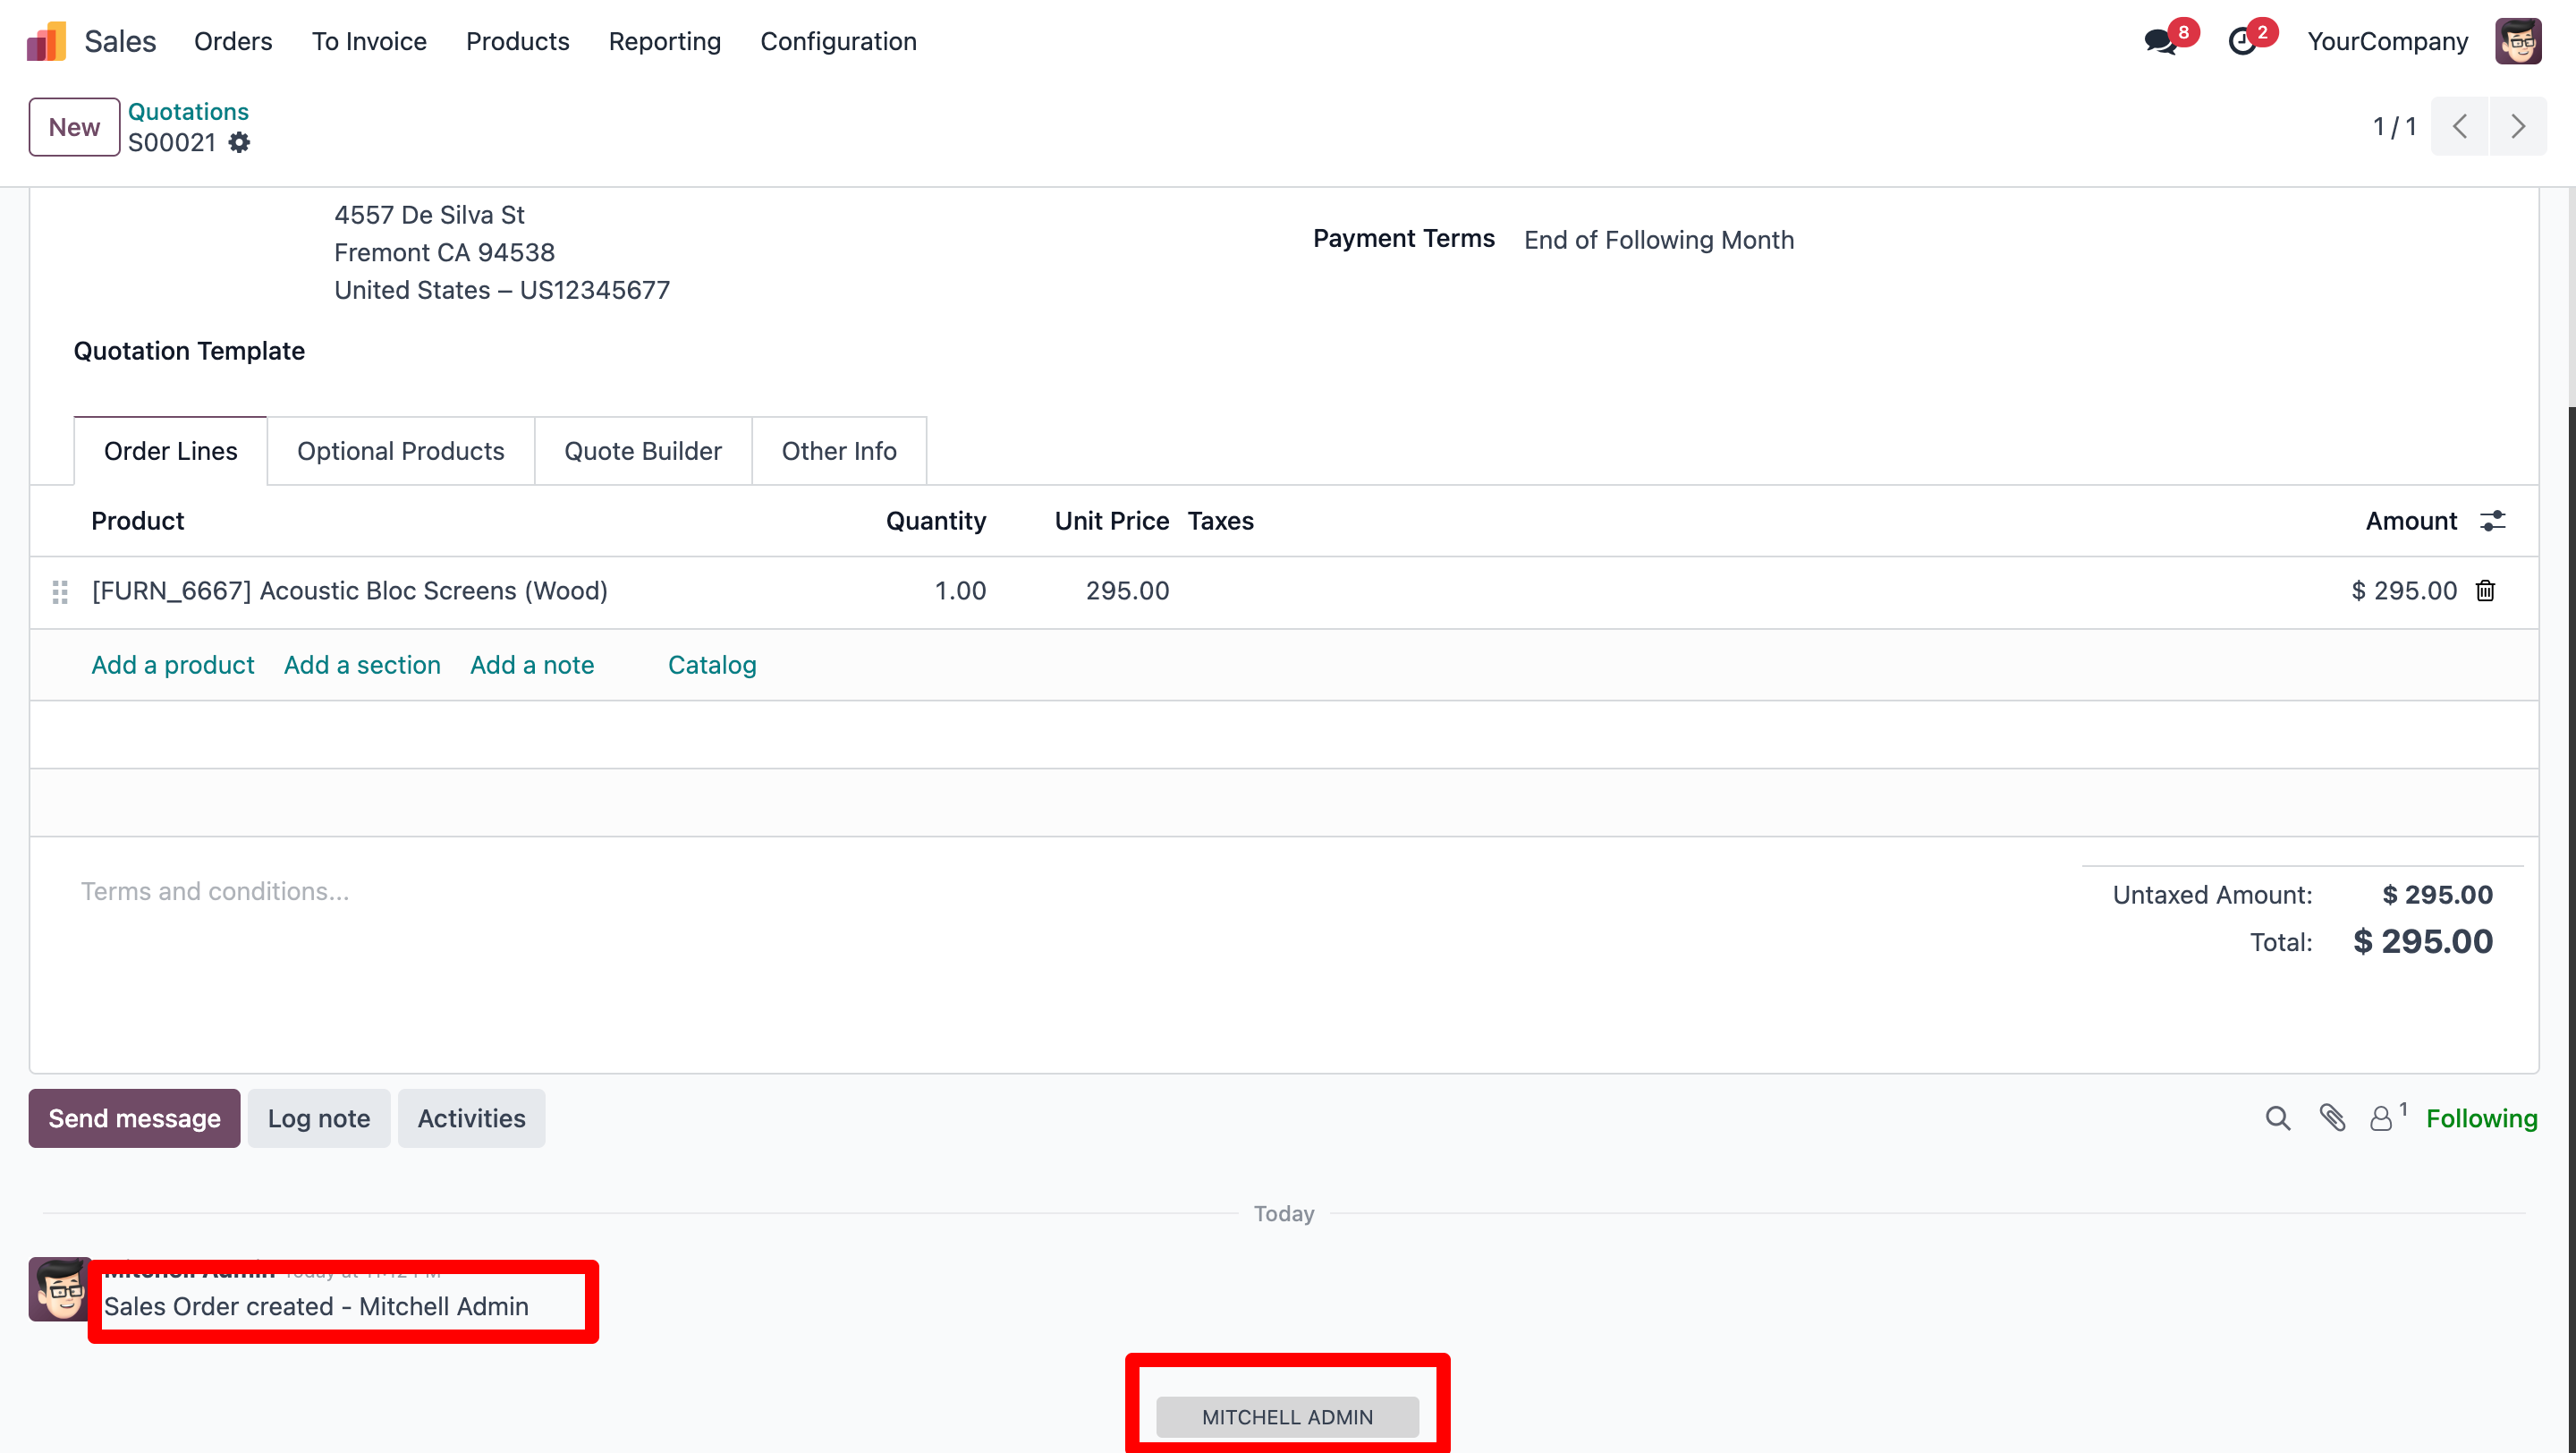 Sales Orders To Invoice Products Reporting Configuration 8 2 YourCompany
New Quotations
S00021
1 / 1
4557 De Silva St
Fremont CA 94538
United States – US12345677
Payment Terms End of Following Month
Quotation Template
Order Lines Optional Products Quote Builder Other Info
Product Quantity Unit Price Taxes Amount
[FURN_6667] Acoustic Bloc Screens (Wood) 1.00 295.00 $ 295.00
Add a product Add a section Add a note Catalog
Terms and conditions...
Untaxed Amount: $ 295.00
Total: $ 295.00
Send message Log note Activities 1 Following
Today
Mitchell Admin
Sales Order created - Mitchell Admin
MITCHELL ADMIN